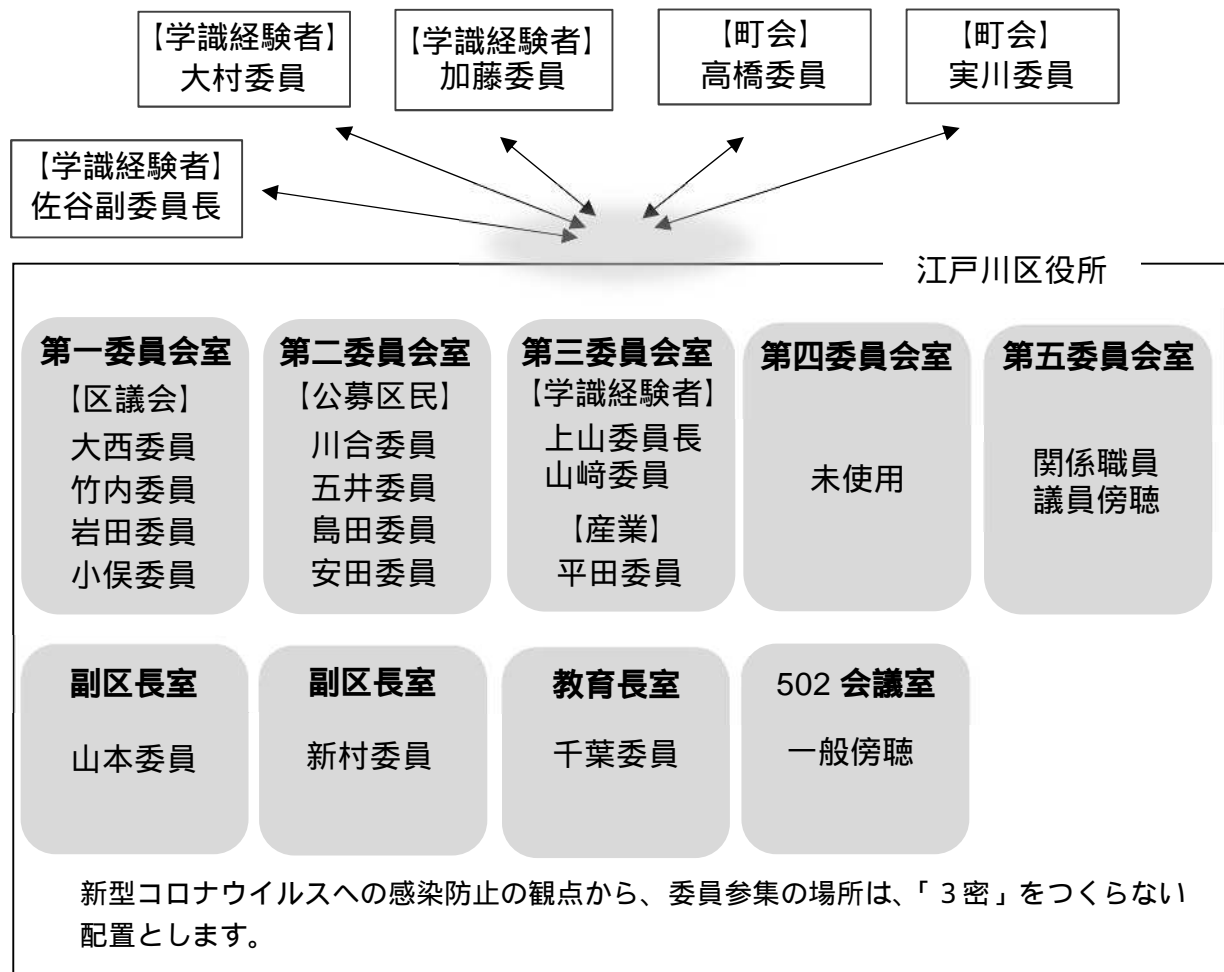 【学識経験者】
大村委員
【学識経験者】
加藤委員
【町会】
高橋委員
【町会】
実川委員
【学識経験者】
佐谷副委員長
江戸川区役所
第一委員会室
【区議会】
大西委員
竹内委員
岩田委員
小俣委員
第二委員会室
【公募区民】
川合委員
五井委員
島田委員
安田委員
第三委員会室
【学識経験者】
上山委員長
山﨑委員
【産業】
平田委員
第四委員会室
未使用
第五委員会室
関係職員
議員傍聴
副区長室
山本委員
副区長室
新村委員
教育長室
千葉委員
502 会議室
一般傍聴
新型コロナウイルスへの感染防止の観点から、委員参集の場所は、「３密」をつくらない
配置とします。